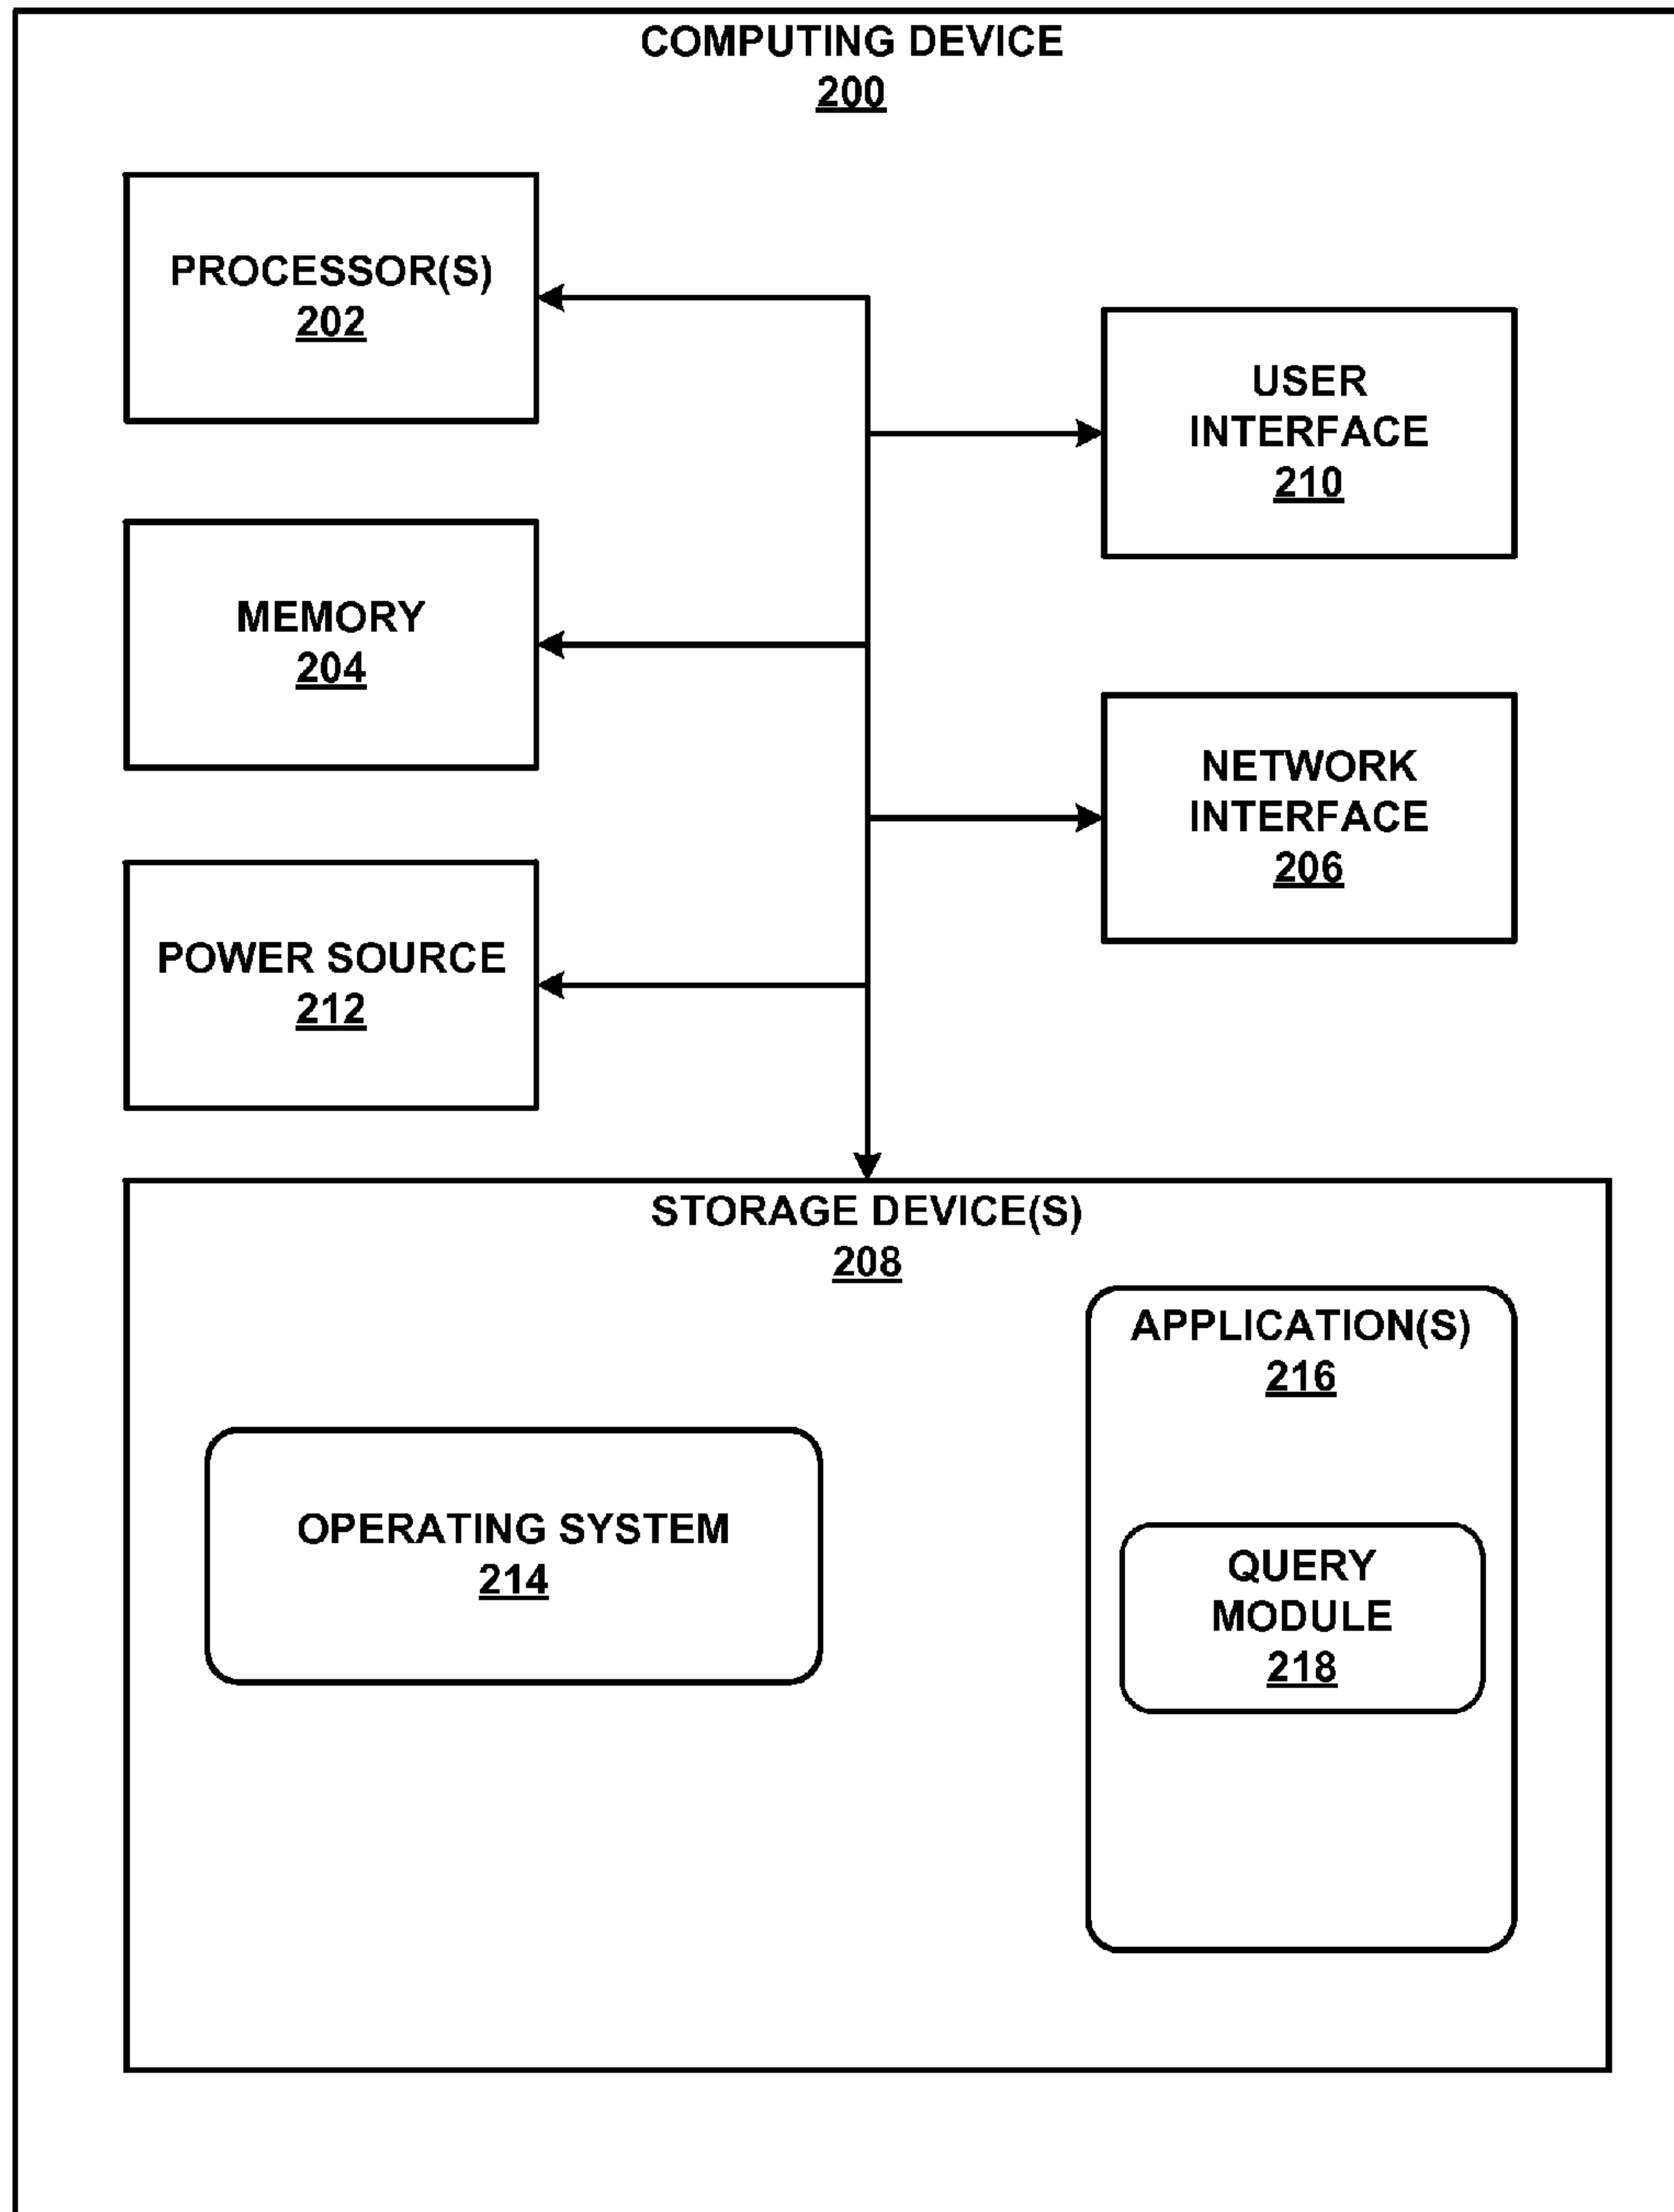 COMPUTING DEVICE
200
PROCESSOR(S)
202
USER
INTERFACE
210
MEMORY
204
NETWORK
INTERFACE
206
POWER SOURCE
212
STORAGE DEVICE(S)
208
APPLICATION(S)
216
OPERATING SYSTEM
214
QUERY
MODULE
218